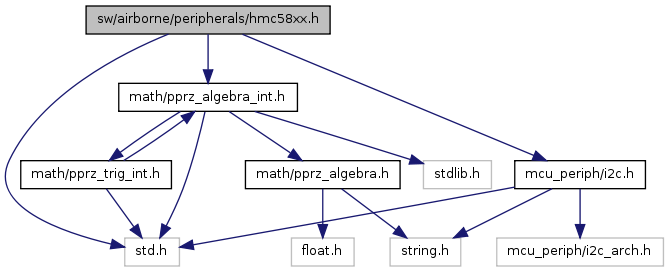 sw/airborne/peripherals/hmc58xx.h
math/pprz_algebra_int.h
math/pprz_trig_int.h
math/pprz_algebra.h
stdlib.h
mcu_periph/i2c.h
std.h
float.h
string.h
mcu_periph/i2c_arch.h